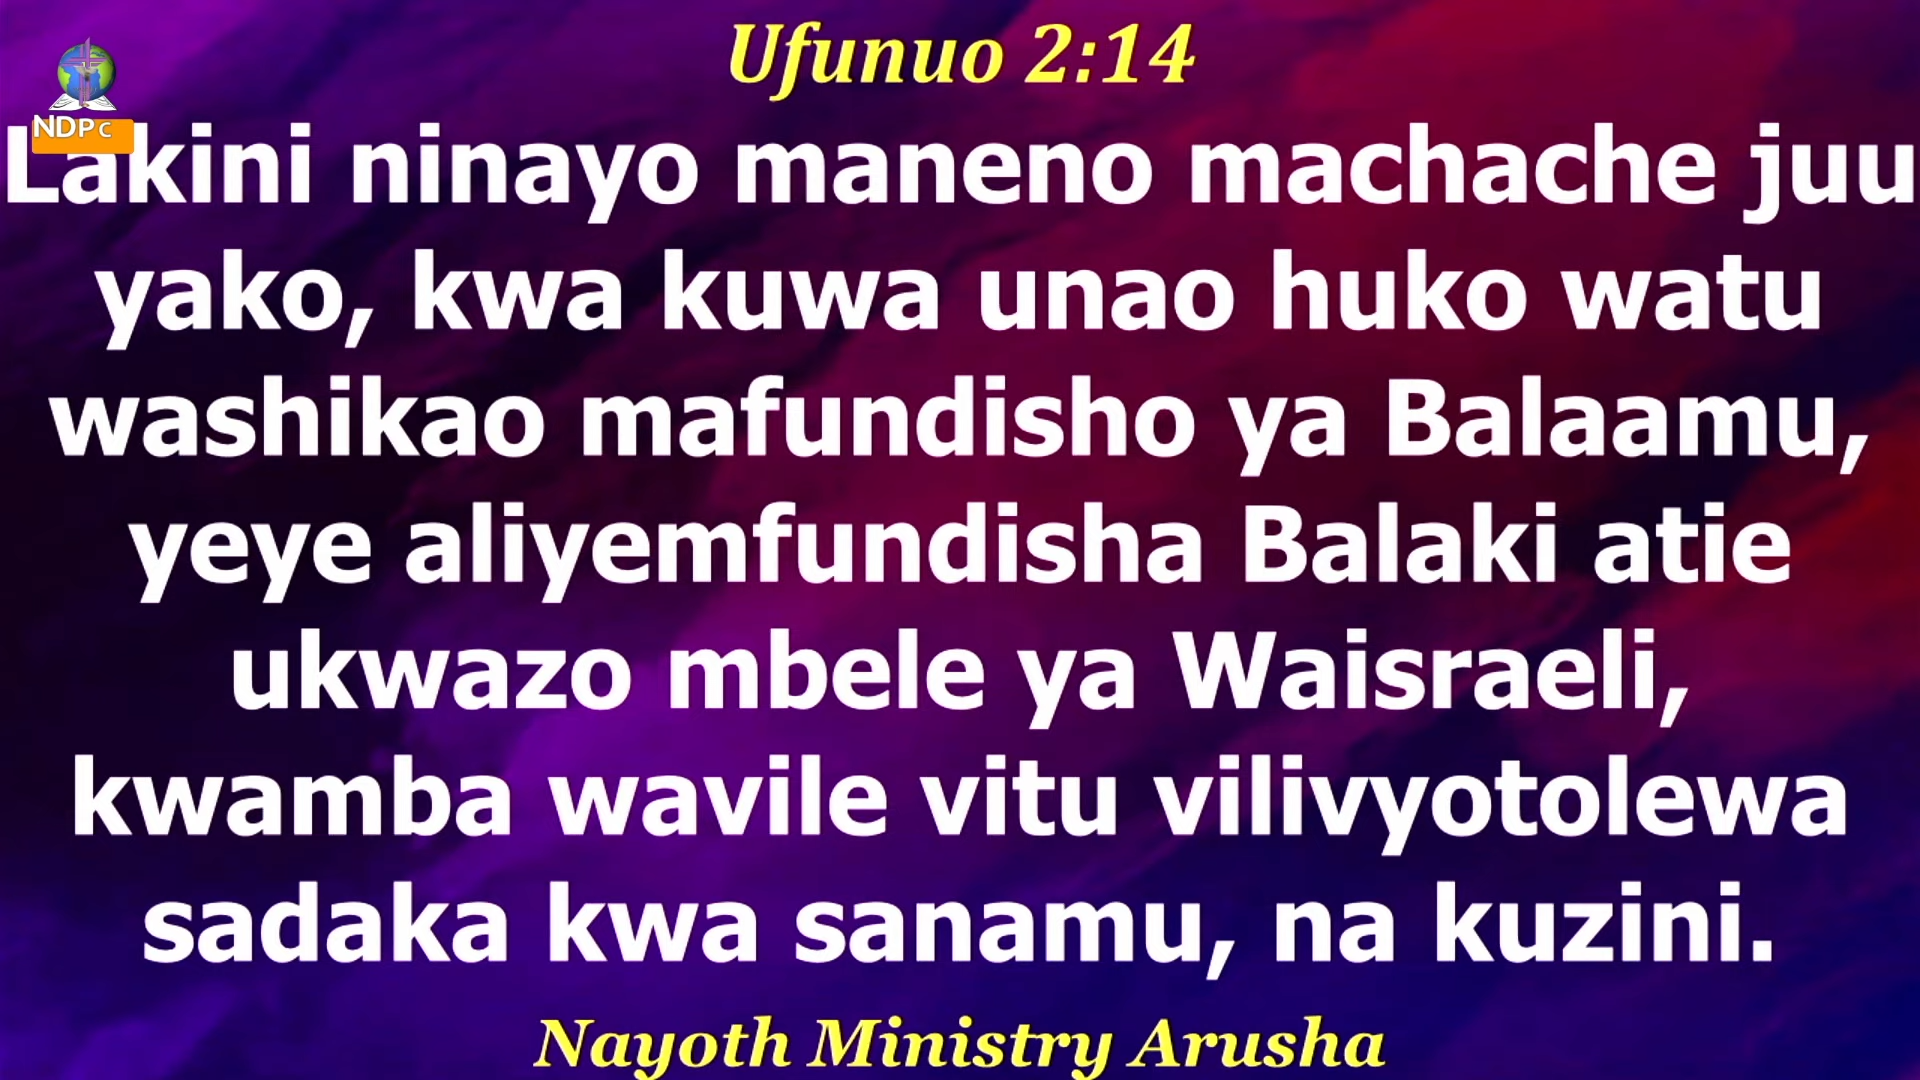 Ufunuo 2:14
NDPC
Lakini ninayo maneno machache juu
yako, kwa kuwa unao huko watu
washikao mafundisho ya Balaamu,
yeye aliyemfundisha Balaki atie
ukwazo mbele ya Waisraeli,
kwamba wavile vitu vilivyotolewa
sadaka kwa sanamu, na kuzini.
Nayoth Ministry Arusha